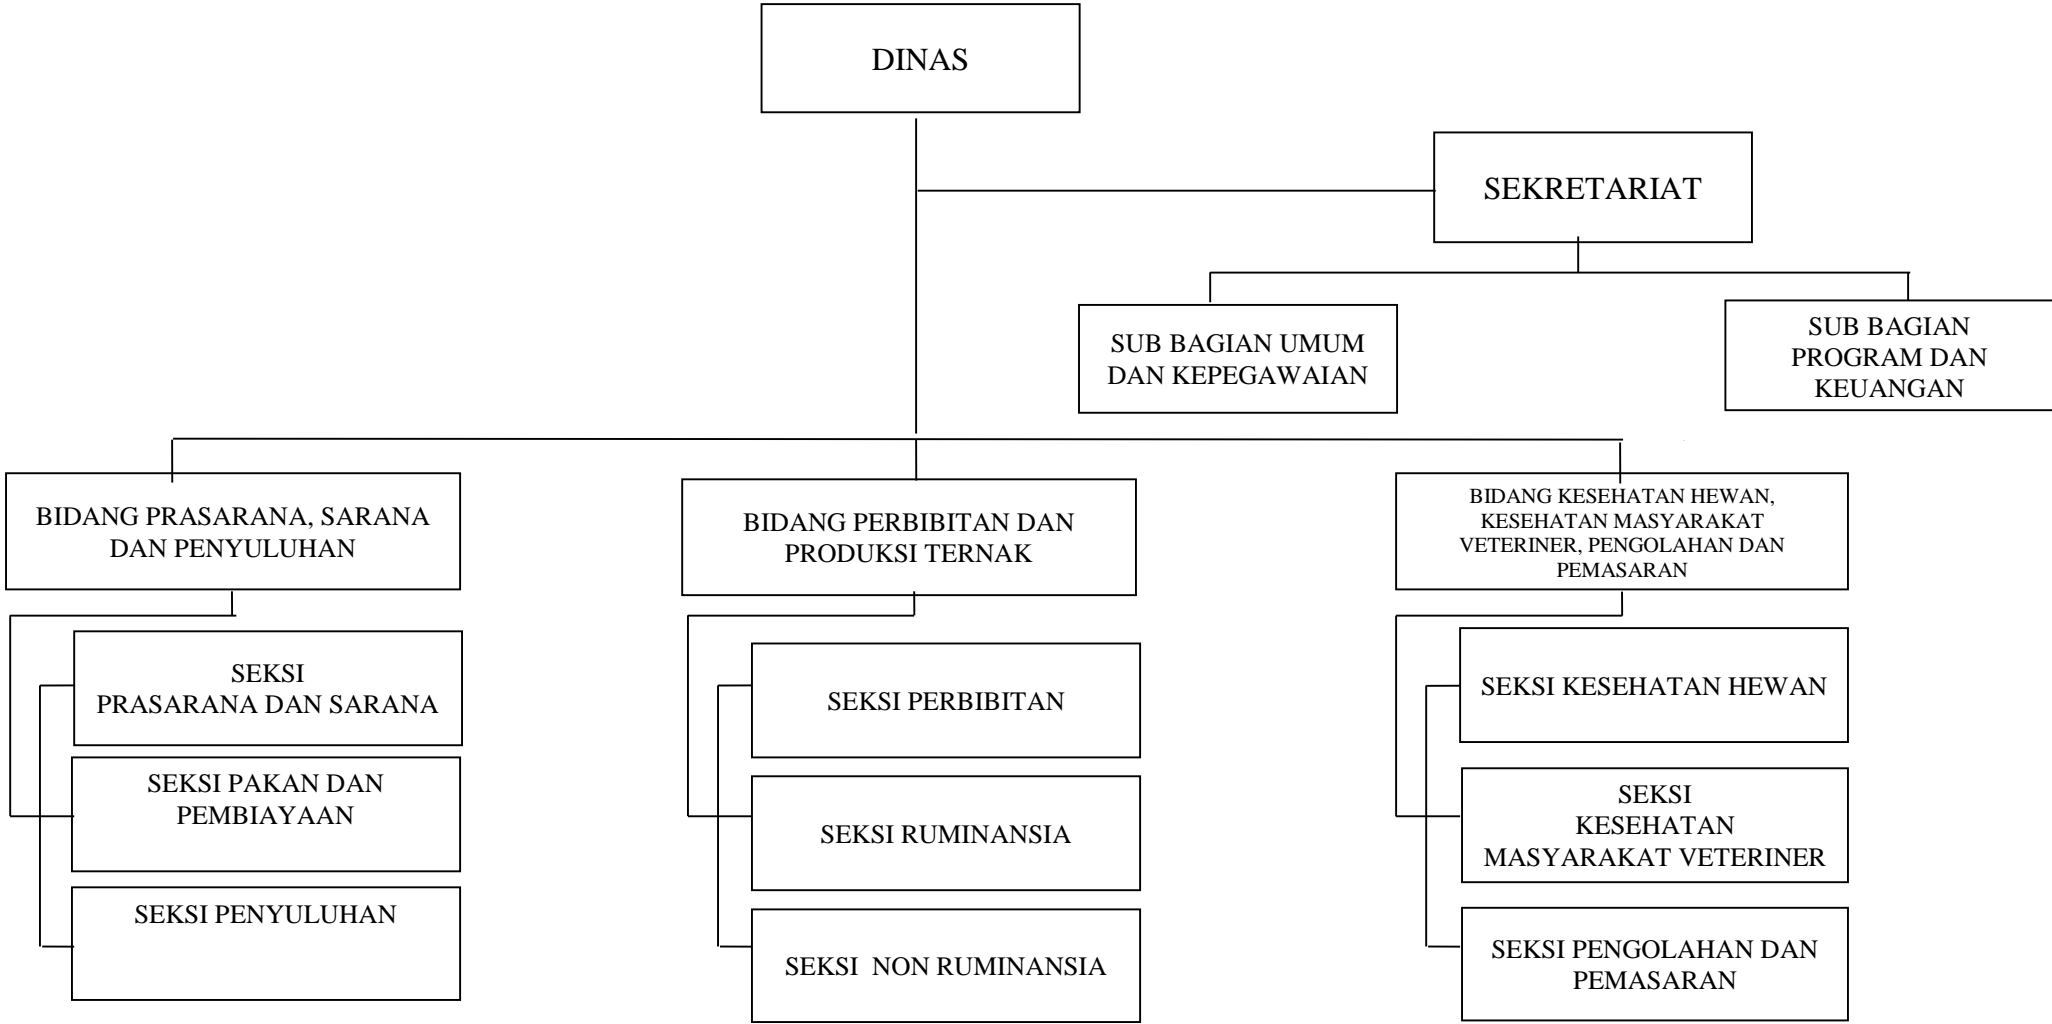 DINAS
SEKRETARIAT
SUB BAGIAN UMUM
DAN KEPEGAWAIAN
SUB BAGIAN
PROGRAM DAN
KEUANGAN
BIDANG PRASARANA, SARANA
DAN PENYULUHAN
BIDANG PERBIBITAN DAN
PRODUKSI TERNAK
BIDANG KESEHATAN HEWAN,
KESEHATAN MASYARAKAT
VETERINER, PENGOLAHAN DAN
PEMASARAN
SEKSI
PRASARANA DAN SARANA
SEKSI PAKAN DAN
PEMBIAYAAN
SEKSI PENYULUHAN
SEKSI PERBIBITAN
SEKSI RUMINANSIA
SEKSI  NON RUMINANSIA
SEKSI KESEHATAN HEWAN
SEKSI
KESEHATAN
MASYARAKAT VETERINER
SEKSI PENGOLAHAN DAN
PEMASARAN